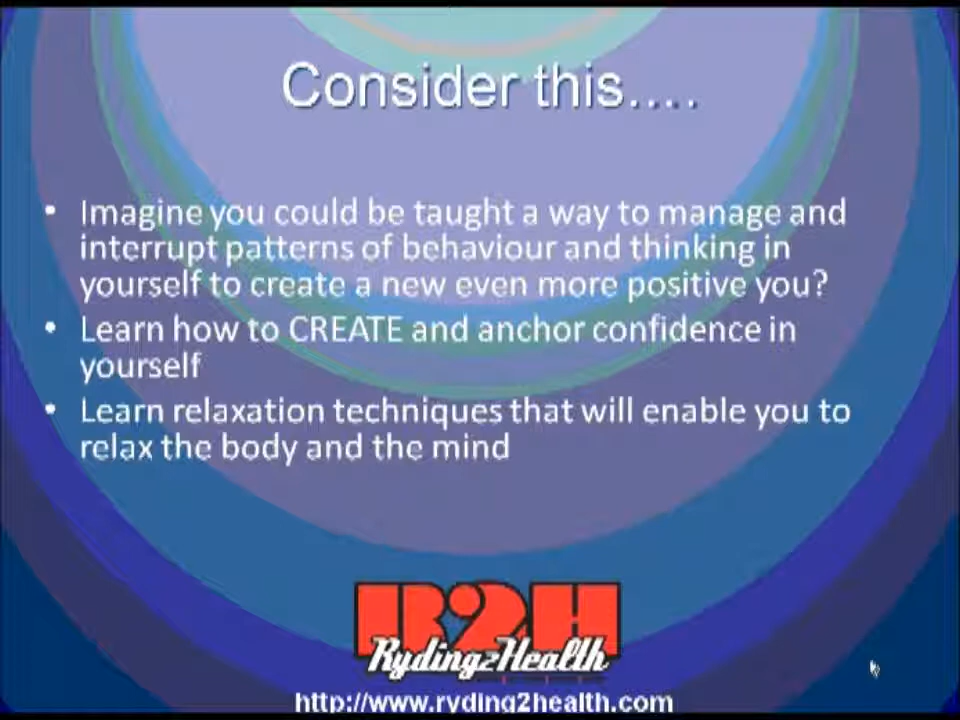 Consider this....
• Imagine you could be taught a way to manage and
interrupt patterns of behaviour and thinking in
yourself to create a new even more positive you?
• Learn how to CREATE and anchor confidence in
yourself
• Learn relaxation techniques that will enable you to
relax the body and the mind
R2H
Ryding2Health
http://www.ryding2health.com